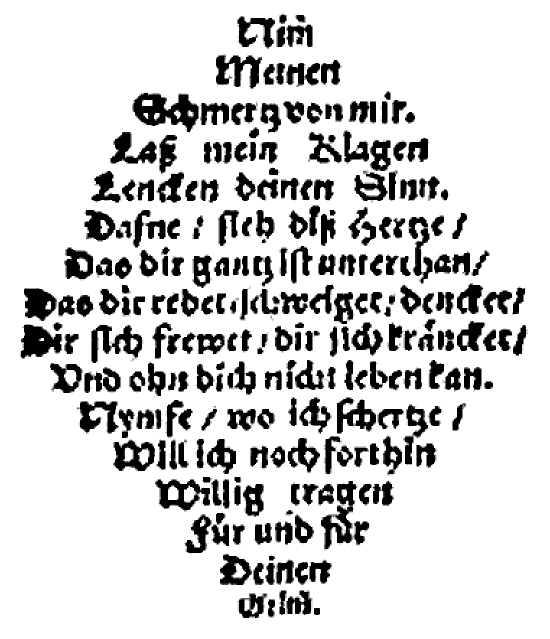 Nim̄
Meinen
Schmertz von mir.
Laß mein Klagen
Lencken deinen Sinn.
Dafne / sieh diß Hertze /
Das dir gantz ist unterthan /
Das dir redet, schweiget, dencket /
Dir sich frewet, dir sich kräncket /
Vnd ohn dich nicht leben kan.
Nymfe / wo ich schertze /
Will ich noch forthin
Willig tragen
Für und für
Deinen